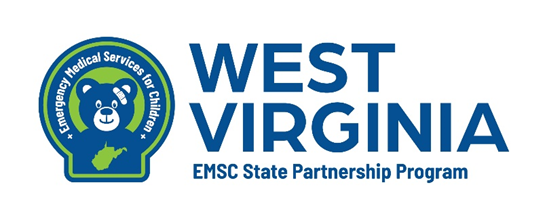 + Emergency Medical Services for Children +
WEST
VIRGINIA
EMSC State Partnership Program